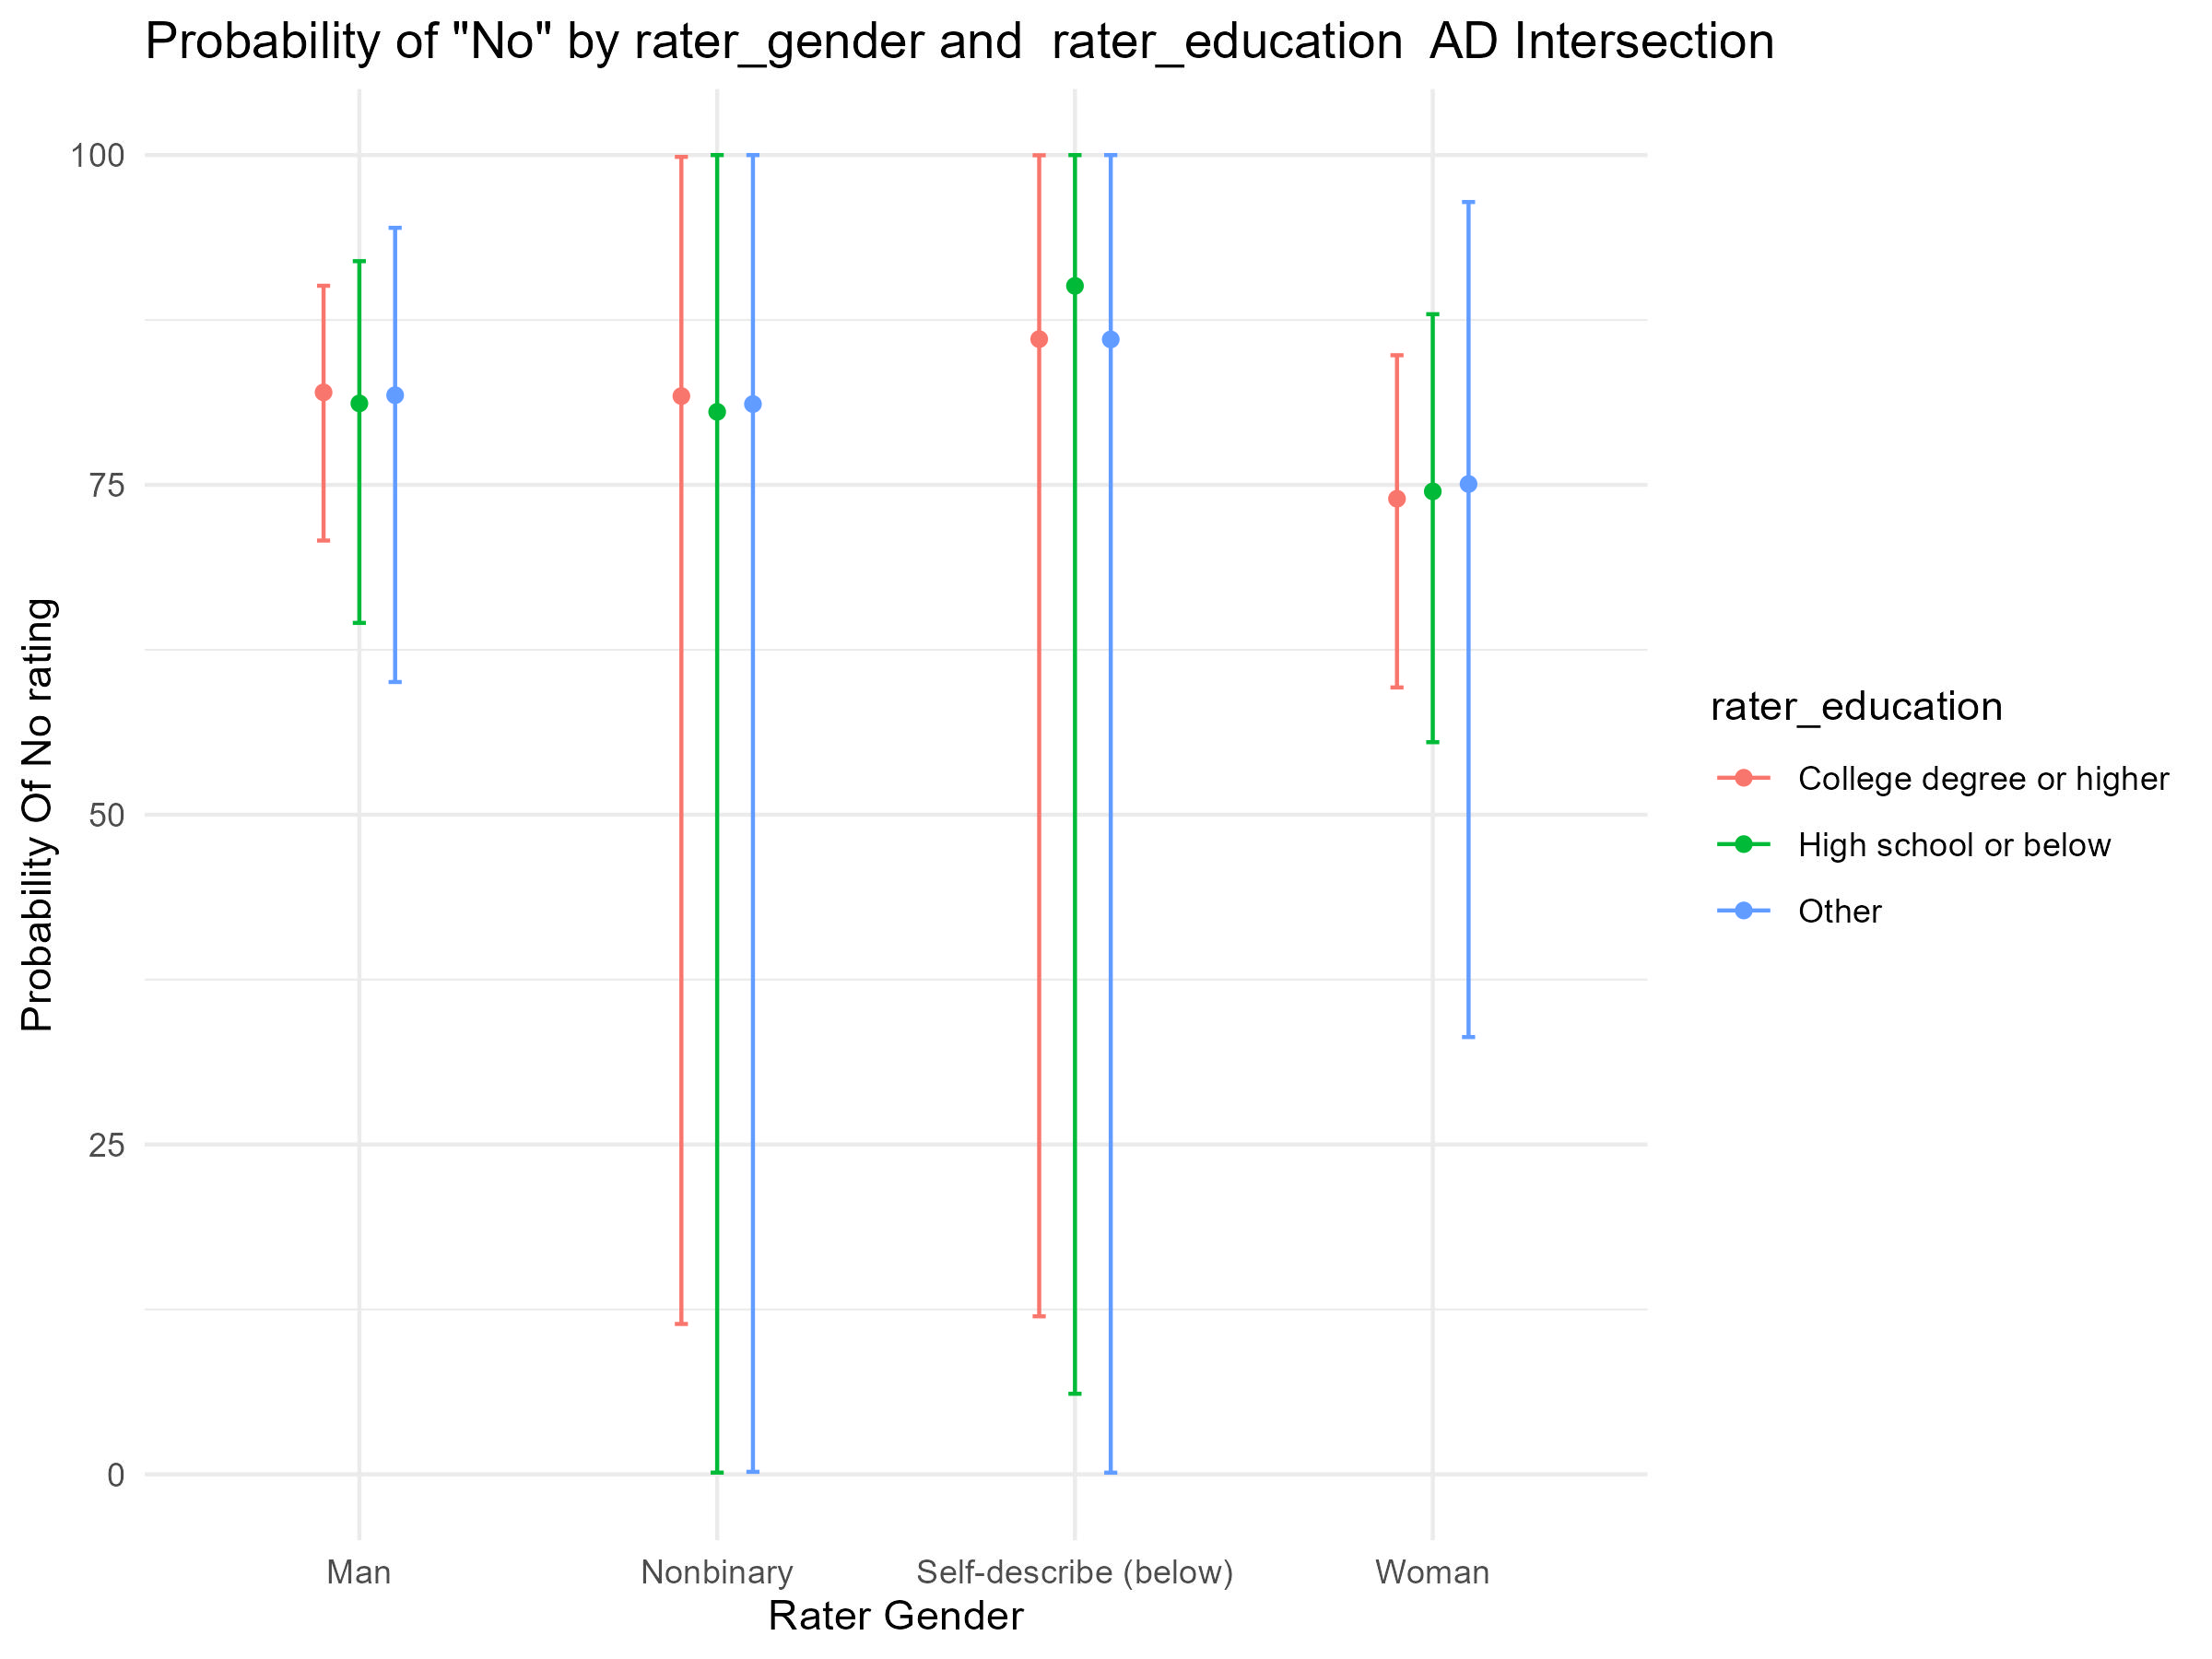 Probability of "No" by rater_gender and  rater_education  AD Intersection
Probability Of No rating
100
75
50
25
0
Man
Nonbinary
Self-describe (below)
Woman
Rater Gender
rater_education
College degree or higher
High school or below
Other